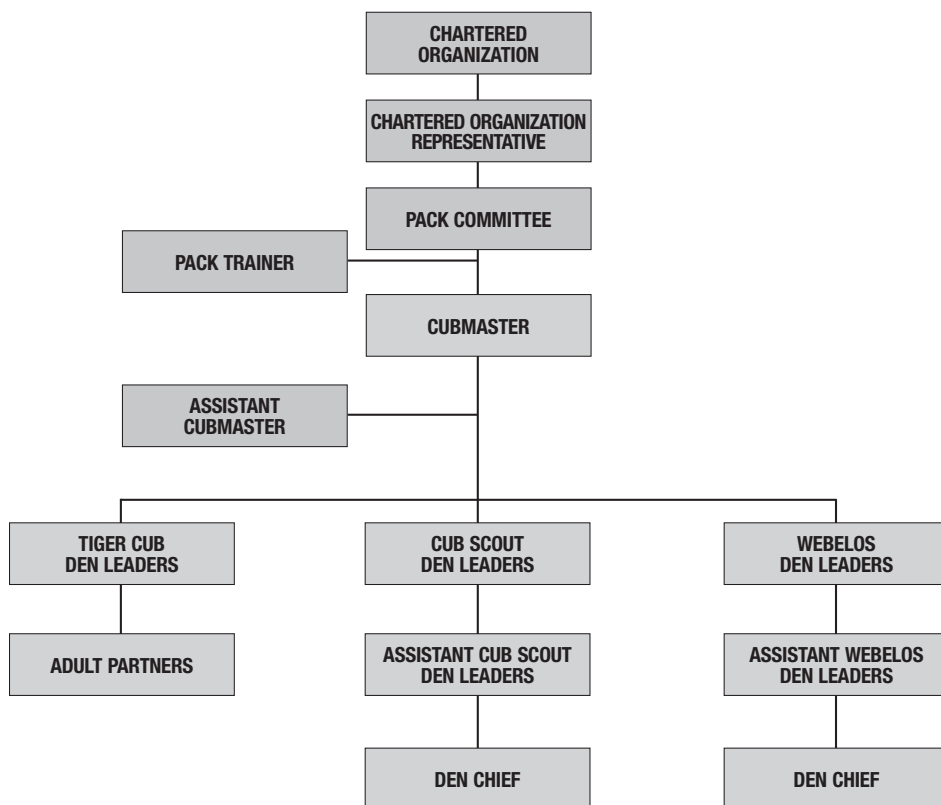 CHARTERED
ORGANIZATION
CHARTERED ORGANIZATION
REPRESENTATIVE
PACK COMMITTEE
PACK TRAINER
CUBMASTER
ASSISTANT
CUBMASTER
TIGER CUB
DEN LEADERS
CUB SCOUT
DEN LEADERS
WEBELOS
DEN LEADERS
ADULT PARTNERS
ASSISTANT CUB SCOUT
DEN LEADERS
ASSISTANT WEBELOS
DEN LEADERS
DEN CHIEF
DEN CHIEF